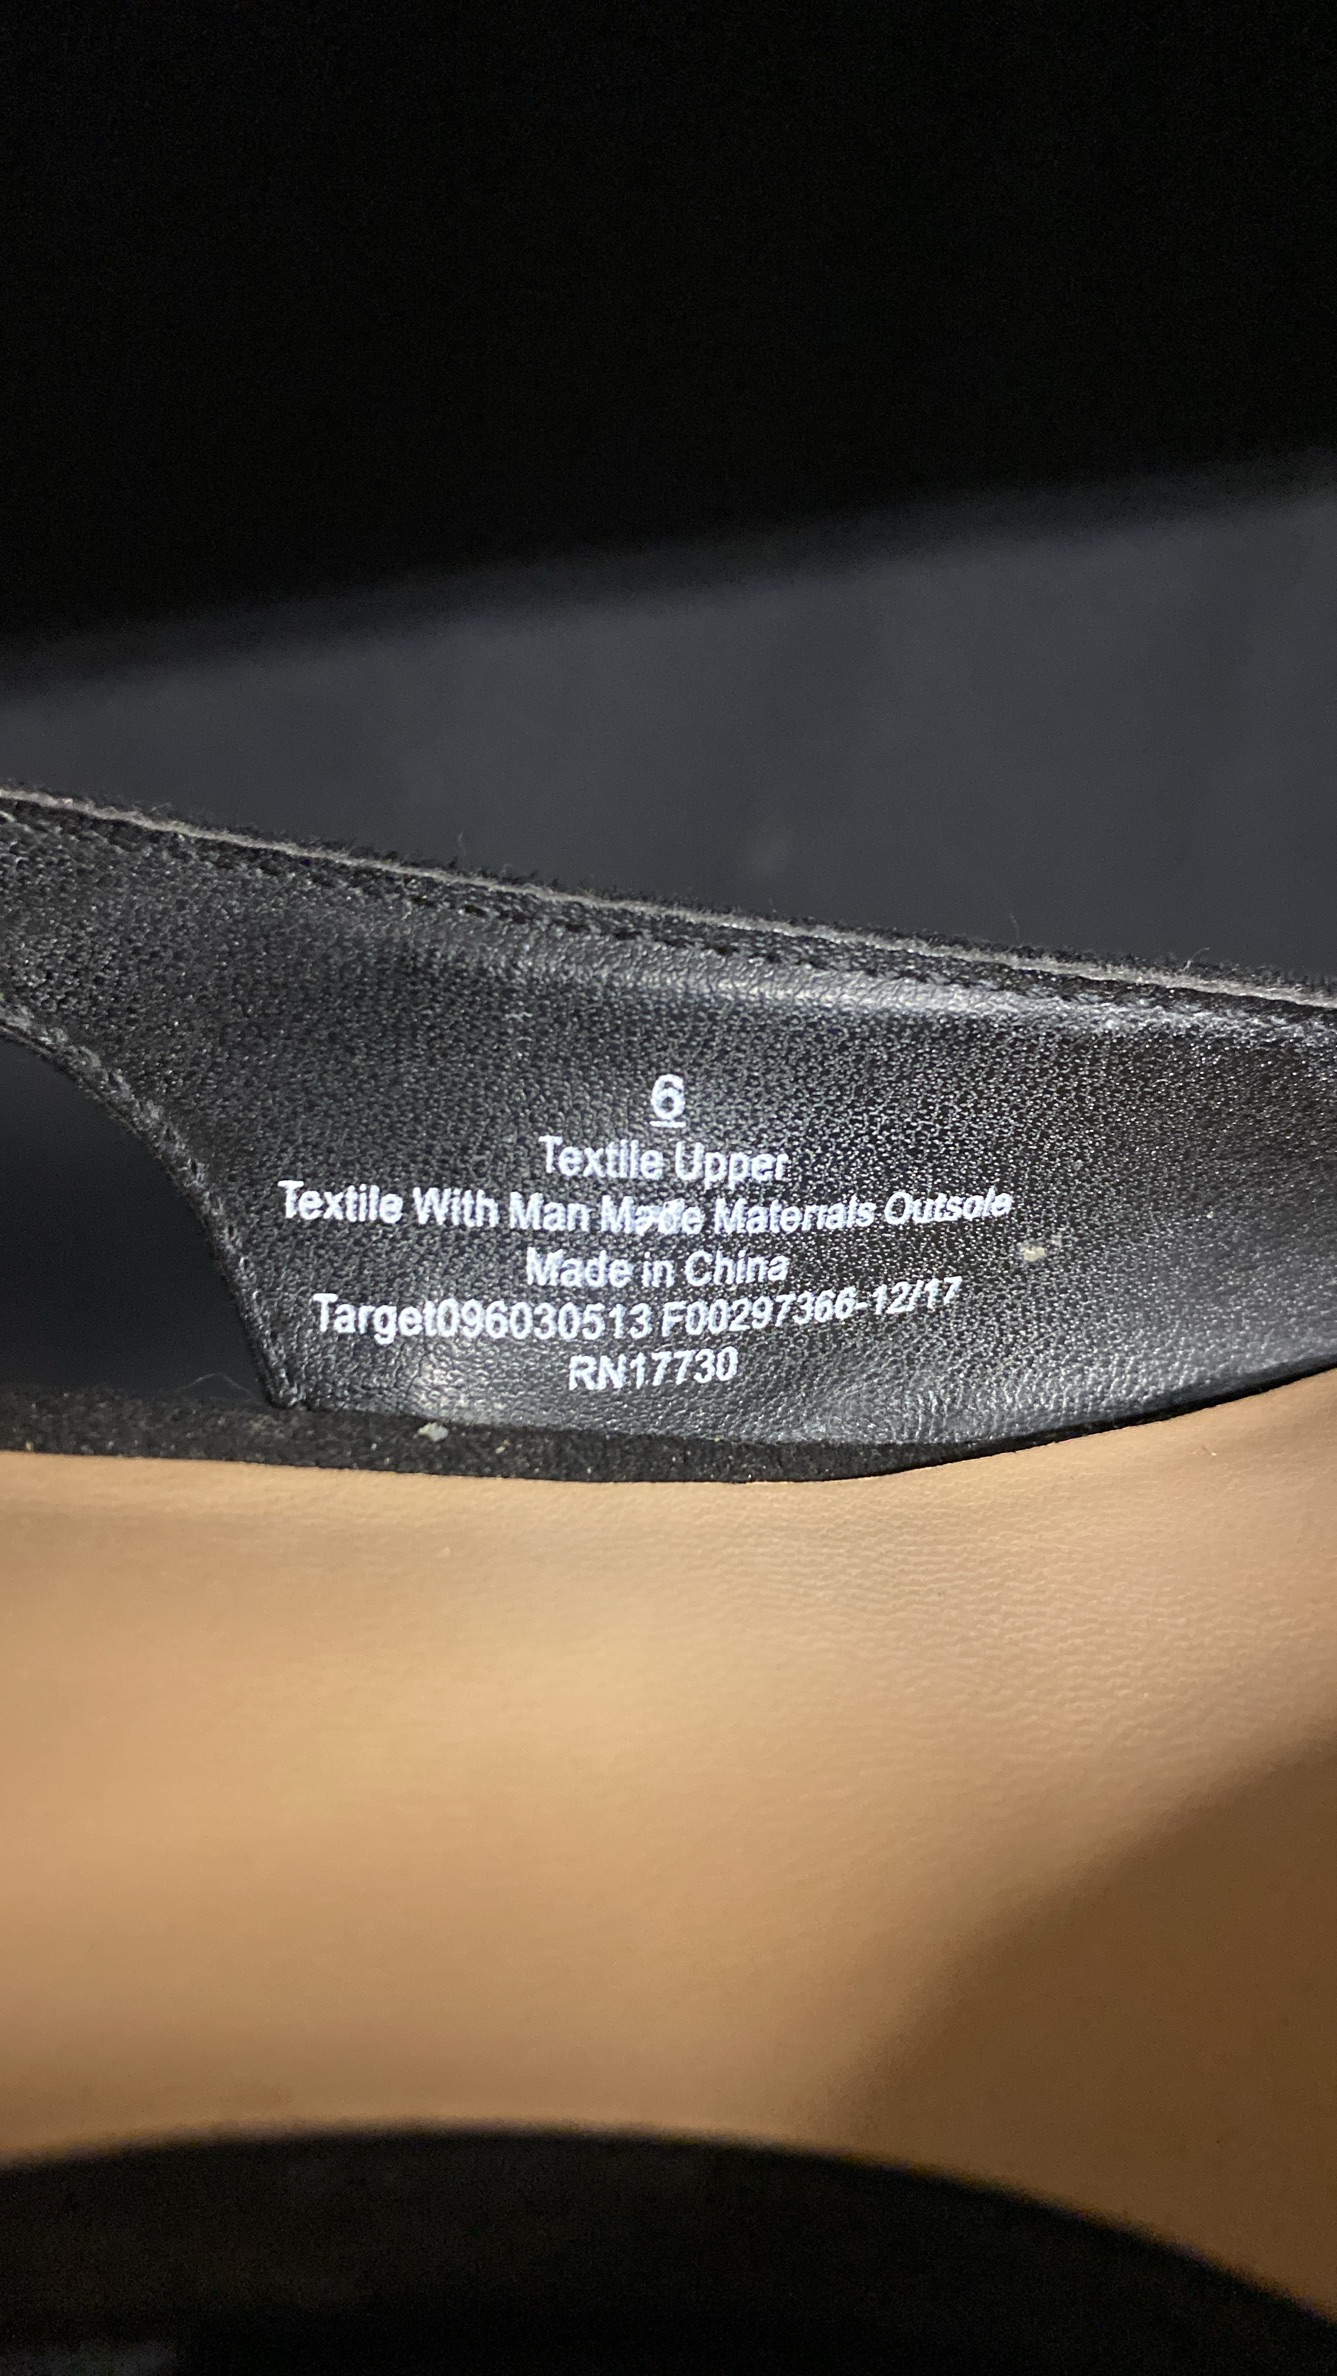 6
Textile Upper
Textile With Man Made Materials Outsole
Made in China
Target096030513 F00297366-12/17
RN17730